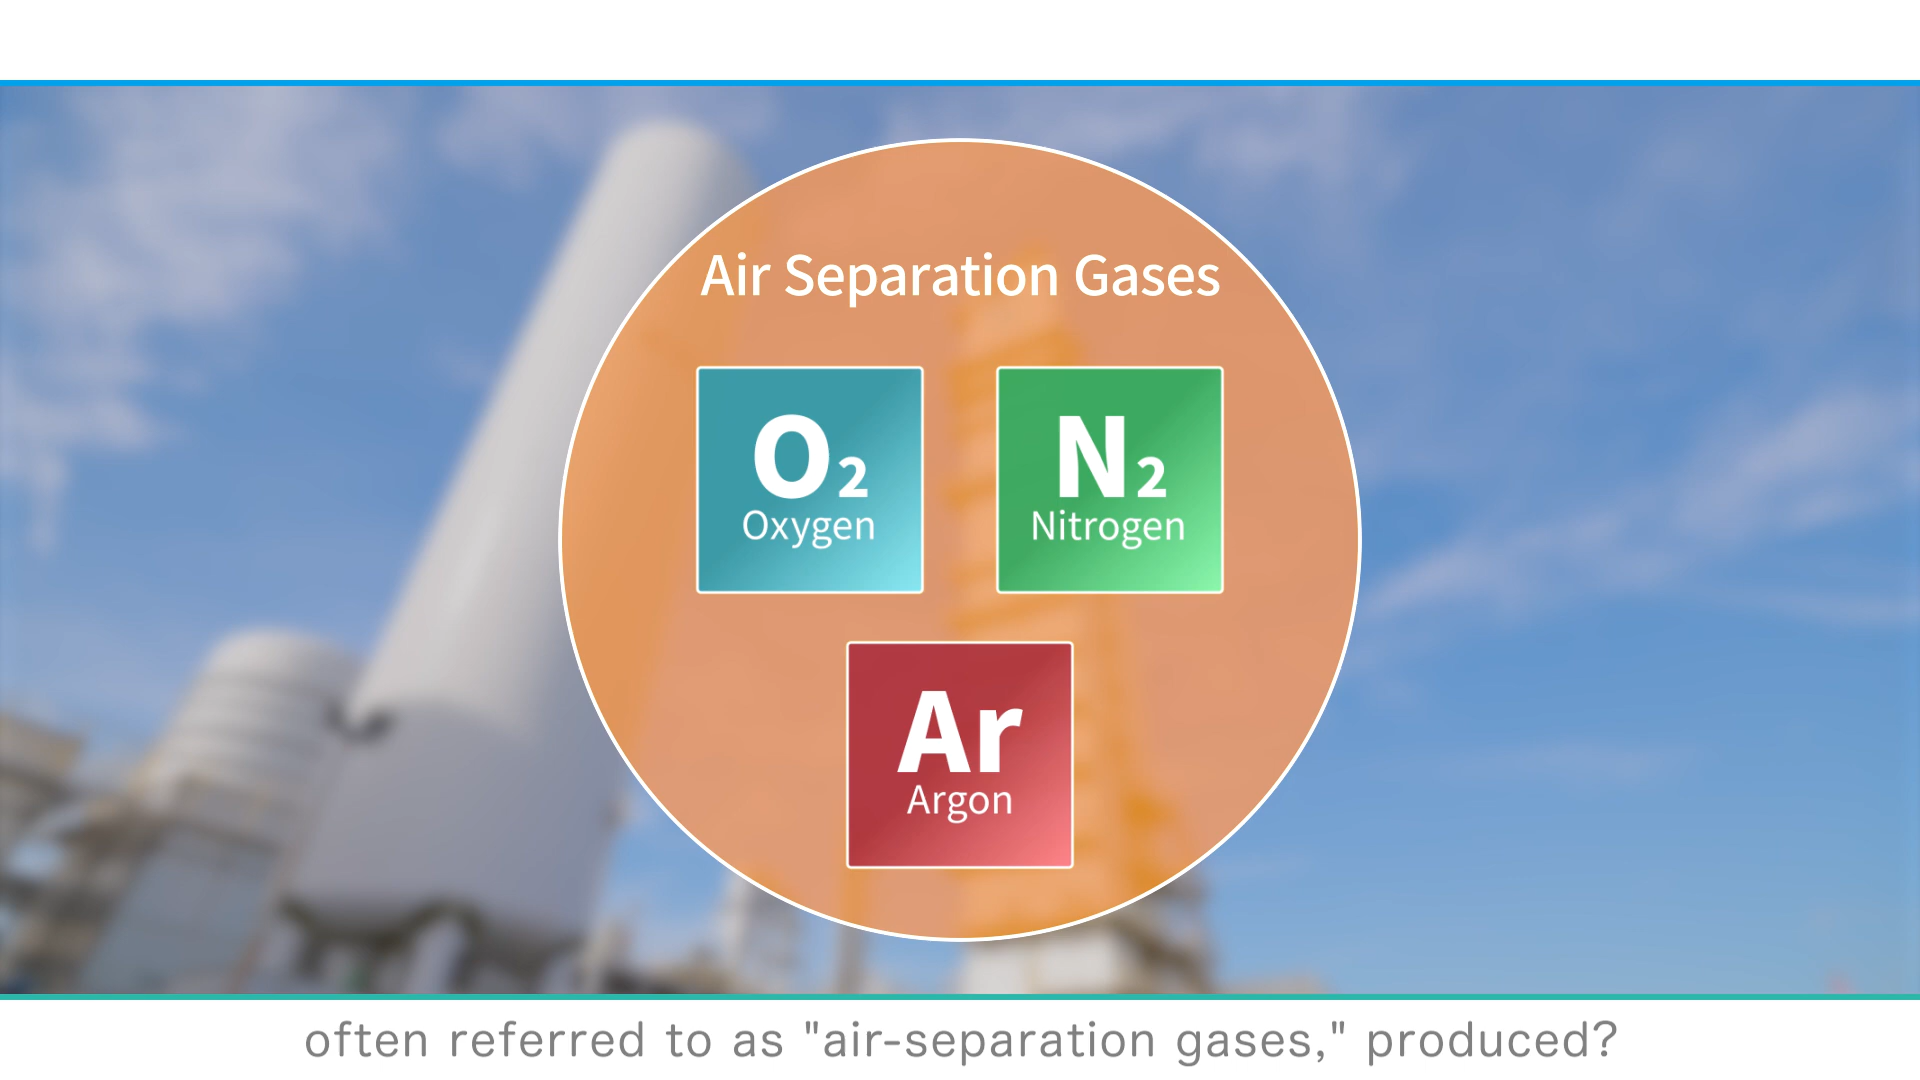 Air Separation Gases
O2
Oxygen
N2
Nitrogen
Ar
Argon
often referred to as "air-separation gases," produced?